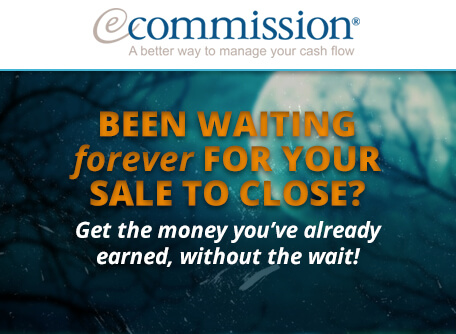 ecommission®
A better way to manage your cash flow
BEEN WAITING
forever FOR YOUR
SALE TO CLOSE?
Get the money you’ve already
earned, without the wait!